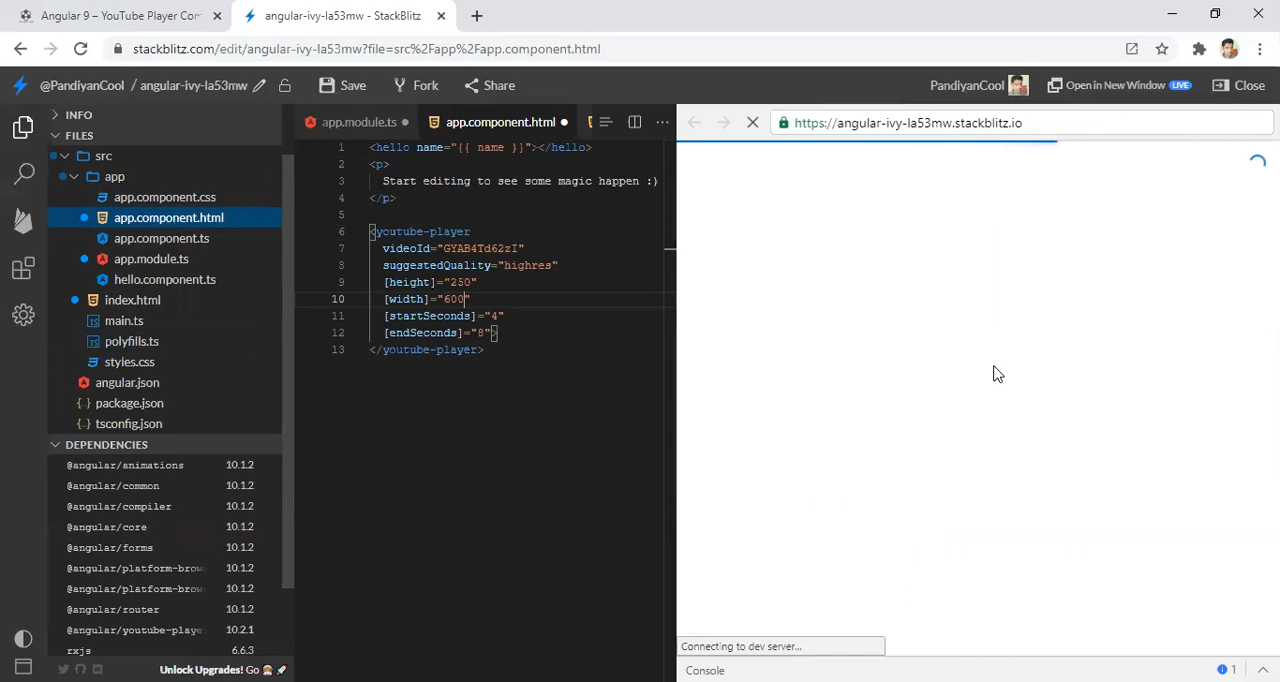 Angular 9 – YouTube Player Com
angular-ivy-la53mw - StackBlitz
stackblitz.com/edit/angular-ivy-la53mw?file=src%2Fapp%2Fapp.component.html
@PandiyanCool / angular-ivy-la53mw
Save
Fork
Share
PandiyanCool
Open in New Window
LIVE
Close
INFO
FILES
src
app
app.component.css
app.component.html
app.component.ts
app.module.ts
hello.component.ts
index.html
main.ts
polyfills.ts
styles.css
angular.json
{..} package.json
{..} tsconfig.json
DEPENDENCIES
@angular/animations 10.1.2
@angular/common 10.1.2
@angular/compiler 10.1.2
@angular/core 10.1.2
@angular/forms 10.1.2
@angular/platform-brow 10.1.2
@angular/platform-brow 10.1.2
@angular/router 10.1.2
@angular/youtube-playe 10.2.1
rxjs 6.6.3
Unlock Upgrades! Go
app.module.ts
app.component.html
1 <hello name="{{ name }}"></hello>
2 <p>
3 Start editing to see some magic happen :)
4 </p>
5
6 <youtube-player
7 videoId="GYAB4Td62zI"
8 suggestedQuality="highres"
9 [height]="250"
10 [width]="600"
11 [startSeconds]="4"
12 [endSeconds]="8">
13 </youtube-player>
https://angular-ivy-la53mw.stackblitz.io
Connecting to dev server...
Console
1